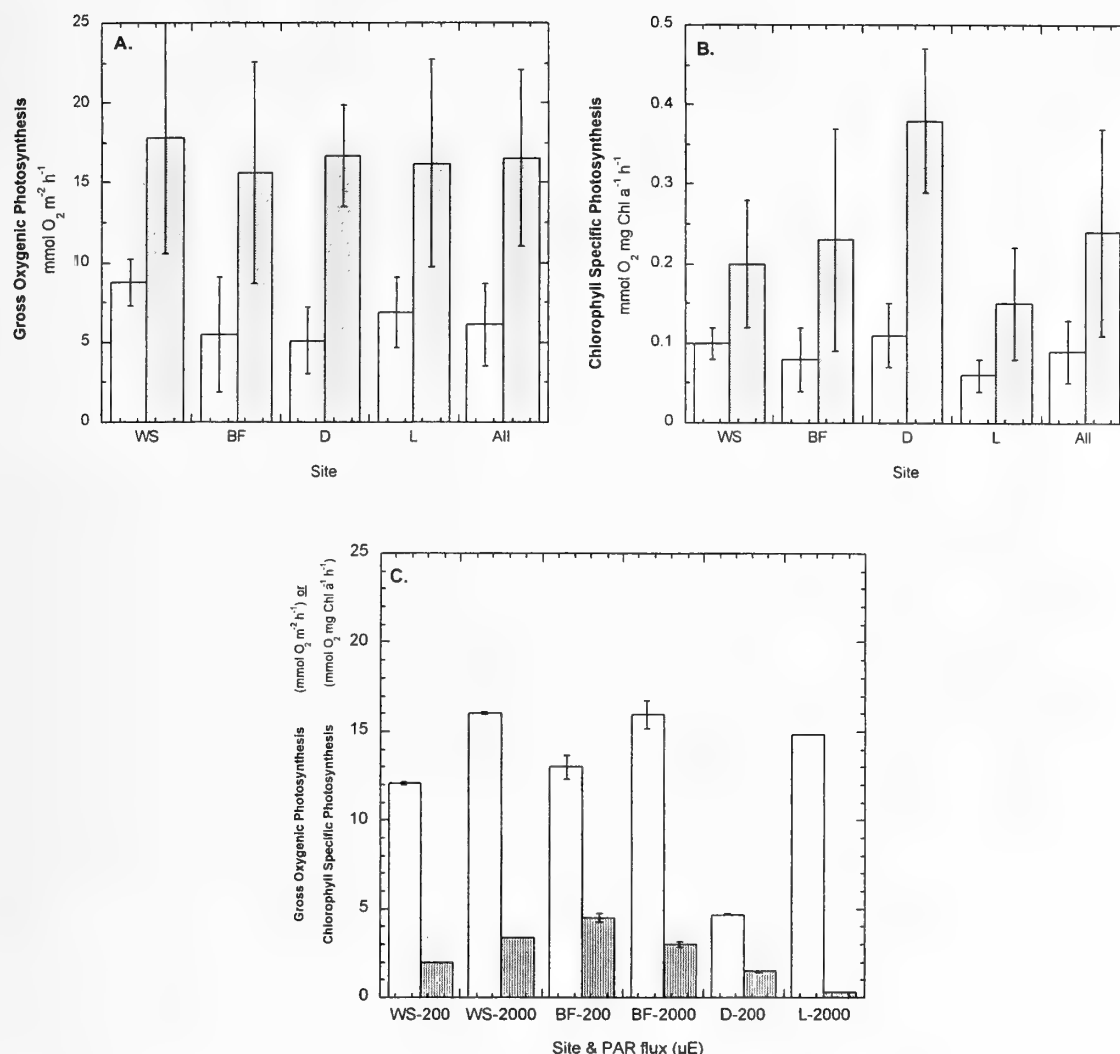 A.
Gross Oxygenic Photosynthesis
mmol O2 m-2 h-1
25
20
15
10
5
0
WS BF D L All
Site
B.
Chlorophyll Specific Photosynthesis
mmol O2 mg Chl a-1 h-1
0.5
0.4
0.3
0.2
0.1
0
WS BF D L All
Site
C.
Gross Oxygenic Photosynthesis (mmol O2 m-2 h-1) or
Chlorophyll Specific Photosynthesis (mmol O2 mg Chl a-1 h-1)
25
20
15
10
5
0
WS-200 WS-2000 BF-200 BF-2000 D-200 L-2000
Site & PAR flux (µE)